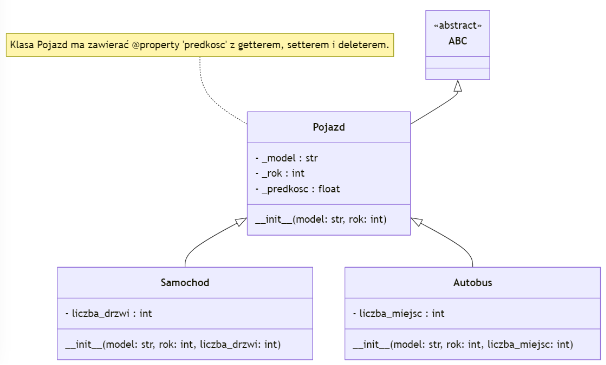 Klasa Pojazd ma zawierać @property 'predkosc' z getterem, setterem i deleterem.
«abstract»
ABC
Pojazd
- _model : str
- _rok : int
- _predkosc : float
__init__(model: str, rok: int)
Samochod
- liczba_drzwi : int
__init__(model: str, rok: int, liczba_drzwi: int)
Autobus
- liczba_miejsc : int
__init__(model: str, rok: int, liczba_miejsc: int)